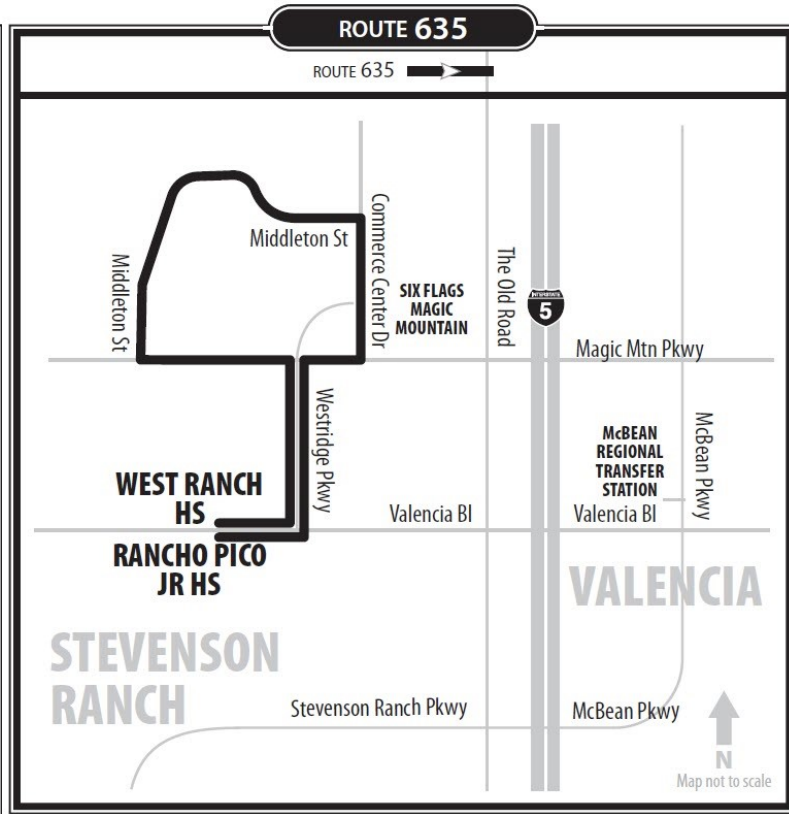 ROUTE 635
ROUTE 635
Middleton St
Middleton St
Commerce Center Dr
SIX FLAGS
MAGIC
MOUNTAIN
The Old Road
INTERSTATE
5
Magic Mtn Pkwy
Westridge Pkwy
McBEAN
REGIONAL
TRANSFER
STATION
McBean Pkwy
WEST RANCH
HS
Valencia Bl
Valencia Bl
RANCHO PICO
JR HS
VALENCIA
STEVENSON
RANCH
Stevenson Ranch Pkwy
McBean Pkwy
N
Map not to scale